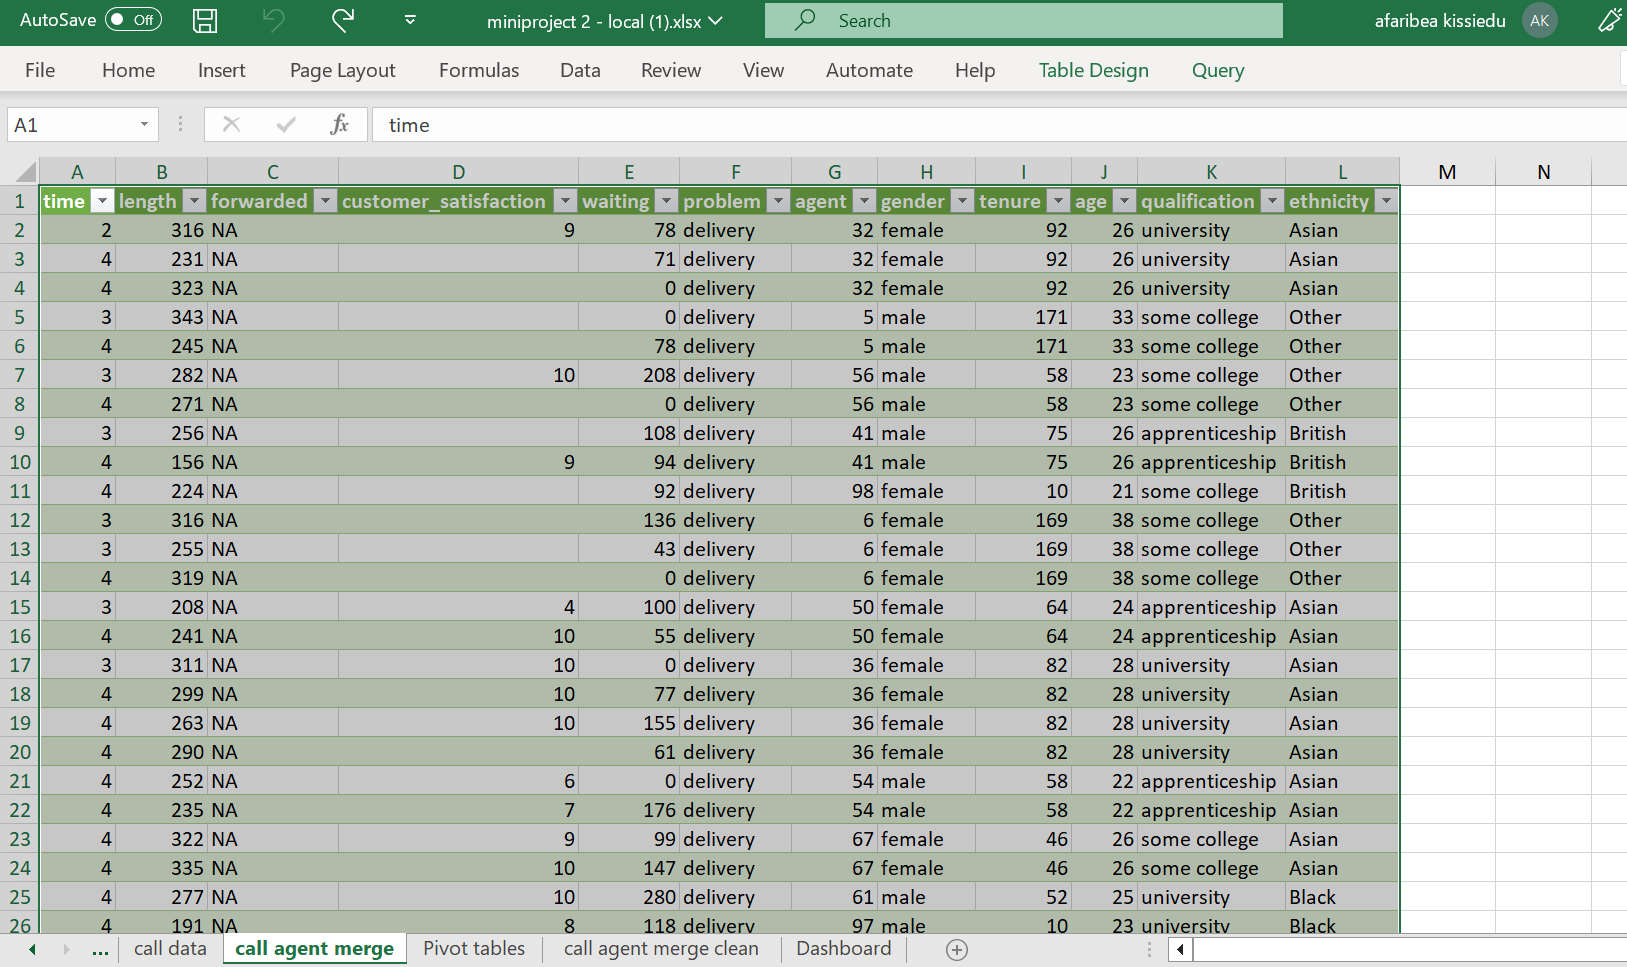 AutoSave Off miniproject 2 - local (1).xlsx Search afaribea kissiedu AK
File Home Insert Page Layout Formulas Data Review View Automate Help Table Design Query
A1 fx time
A B C D E F G H I J K L M N
1 time length forwarded customer_satisfaction waiting problem agent gender tenure age qualification ethnicity
2 2 316 NA 9 78 delivery 32 female 92 26 university Asian
3 4 231 NA 71 delivery 32 female 92 26 university Asian
4 4 323 NA 0 delivery 32 female 92 26 university Asian
5 3 343 NA 0 delivery 5 male 171 33 some college Other
6 4 245 NA 78 delivery 5 male 171 33 some college Other
7 3 282 NA 10 208 delivery 56 male 58 23 some college Other
8 4 271 NA 0 delivery 56 male 58 23 some college Other
9 3 256 NA 108 delivery 41 male 75 26 apprenticeship British
10 4 156 NA 9 94 delivery 41 male 75 26 apprenticeship British
11 4 224 NA 92 delivery 98 female 10 21 some college British
12 3 316 NA 136 delivery 6 female 169 38 some college Other
13 3 255 NA 43 delivery 6 female 169 38 some college Other
14 4 319 NA 0 delivery 6 female 169 38 some college Other
15 3 208 NA 4 100 delivery 50 female 64 24 apprenticeship Asian
16 4 241 NA 10 55 delivery 50 female 64 24 apprenticeship Asian
17 3 311 NA 10 0 delivery 36 female 82 28 university Asian
18 4 299 NA 10 77 delivery 36 female 82 28 university Asian
19 4 263 NA 10 155 delivery 36 female 82 28 university Asian
20 4 290 NA 61 delivery 36 female 82 28 university Asian
21 4 252 NA 6 0 delivery 54 male 58 22 apprenticeship Asian
22 4 235 NA 7 176 delivery 54 male 58 22 apprenticeship Asian
23 4 322 NA 9 99 delivery 67 female 46 26 some college Asian
24 4 335 NA 10 147 delivery 67 female 46 26 some college Asian
25 4 277 NA 10 280 delivery 61 male 52 25 university Black
26 4 191 NA 8 118 delivery 97 male 10 23 university Black
... call data call agent merge Pivot tables call agent merge clean Dashboard